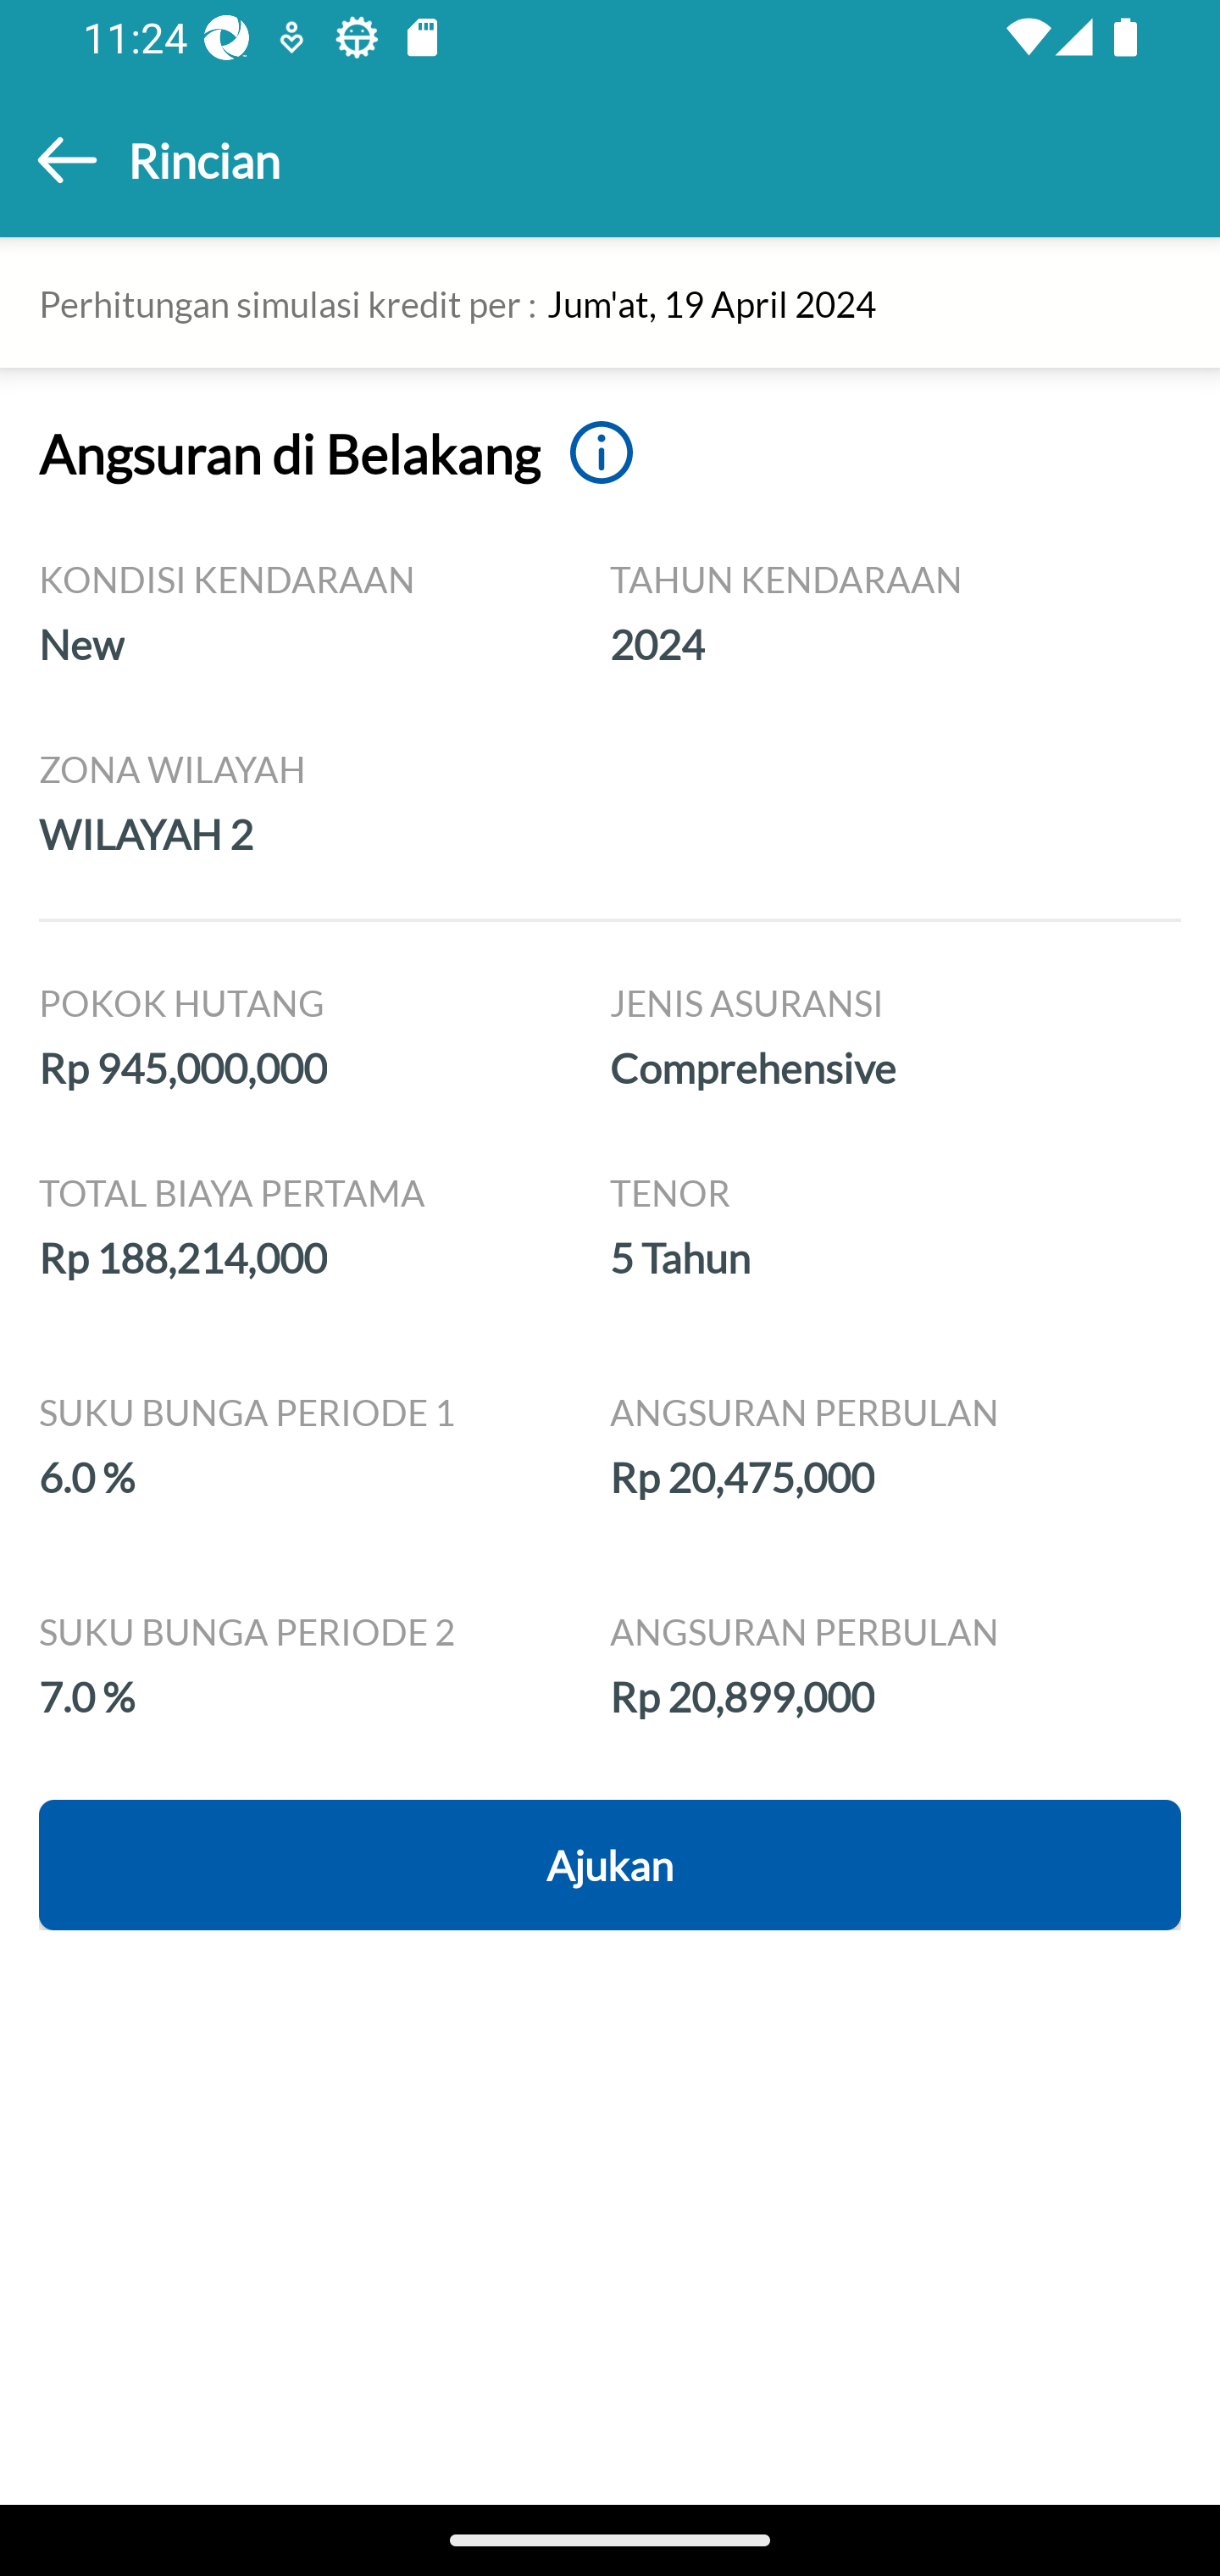 11:24
Rincian
Perhitungan simulasi kredit per : Jum'at, 19 April 2024
Angsuran di Belakang
KONDISI KENDARAAN TAHUN KENDARAAN
New 2024
ZONA WILAYAH
WILAYAH 2
POKOK HUTANG JENIS ASURANSI
Rp 945,000,000 Comprehensive
TOTAL BIAYA PERTAMA TENOR
Rp 188,214,000 5 Tahun
SUKU BUNGA PERIODE 1 ANGSURAN PERBULAN
6.0 % Rp 20,475,000
SUKU BUNGA PERIODE 2 ANGSURAN PERBULAN
7.0 % Rp 20,899,000
Ajukan